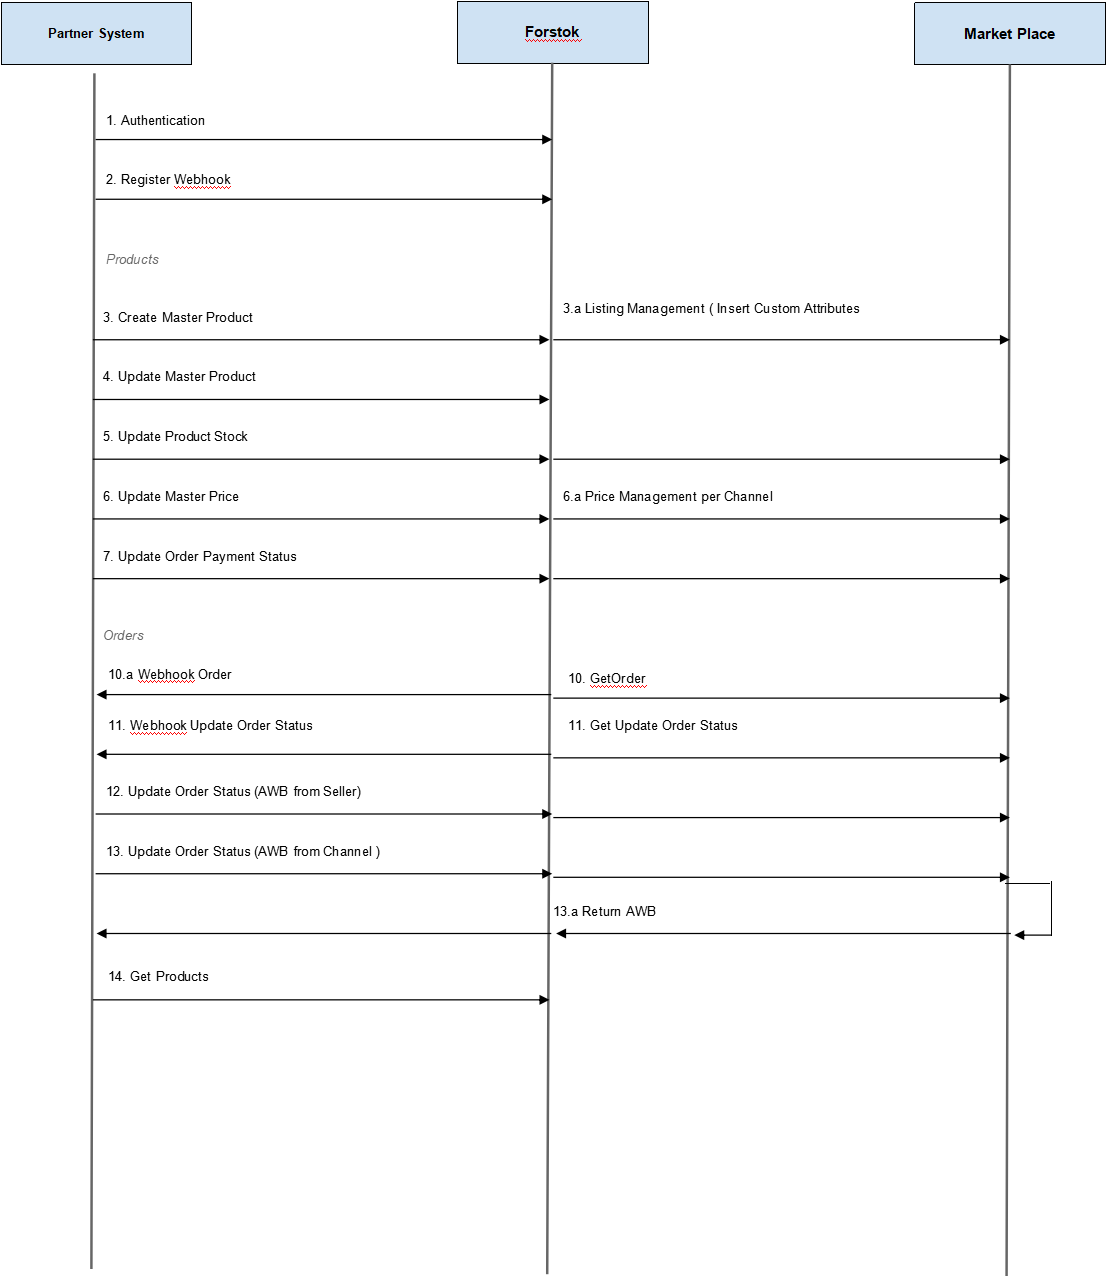 Partner System
Forstok
Market Place
1. Authentication
2. Register Webhook
Products
3. Create Master Product
3.a Listing Management ( Insert Custom Attributes
4. Update Master Product
5. Update Product Stock
6. Update Master Price
6.a Price Management per Channel
7. Update Order Payment Status
Orders
10.a Webhook Order
10. GetOrder
11. Webhook Update Order Status
11. Get Update Order Status
12. Update Order Status (AWB from Seller)
13. Update Order Status (AWB from Channel )
13.a Return AWB
14. Get Products